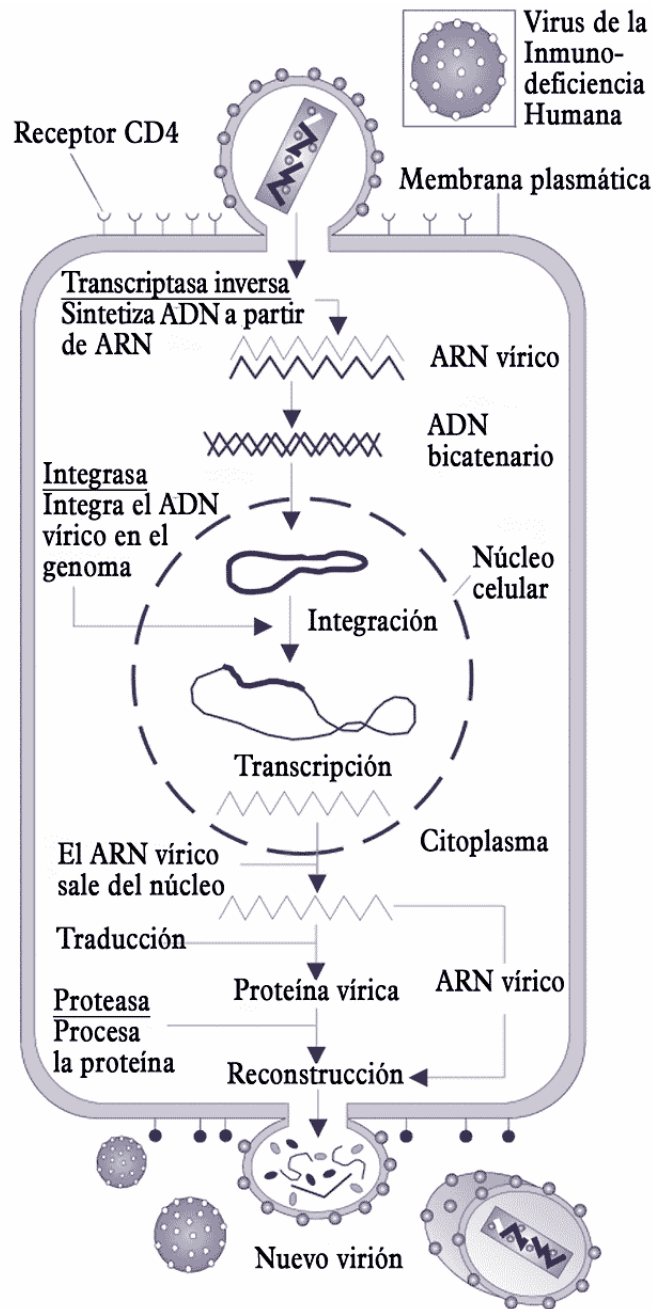 Virus de la
Inmuno-
deficiencia
Humana
Receptor CD4
Membrana plasmática
Transcriptasa inversa
Sintetiza ADN a partir
de ARN
ARN vírico
ADN
bicatenario
Integrasa
Integra el ADN
vírico en el
genoma
Núcleo
celular
Integración
Transcripción
Citoplasma
El ARN vírico
sale del núcleo
Traducción
Proteína vírica
ARN vírico
Proteasa
Procesa
la proteína
Reconstrucción
Nuevo virión